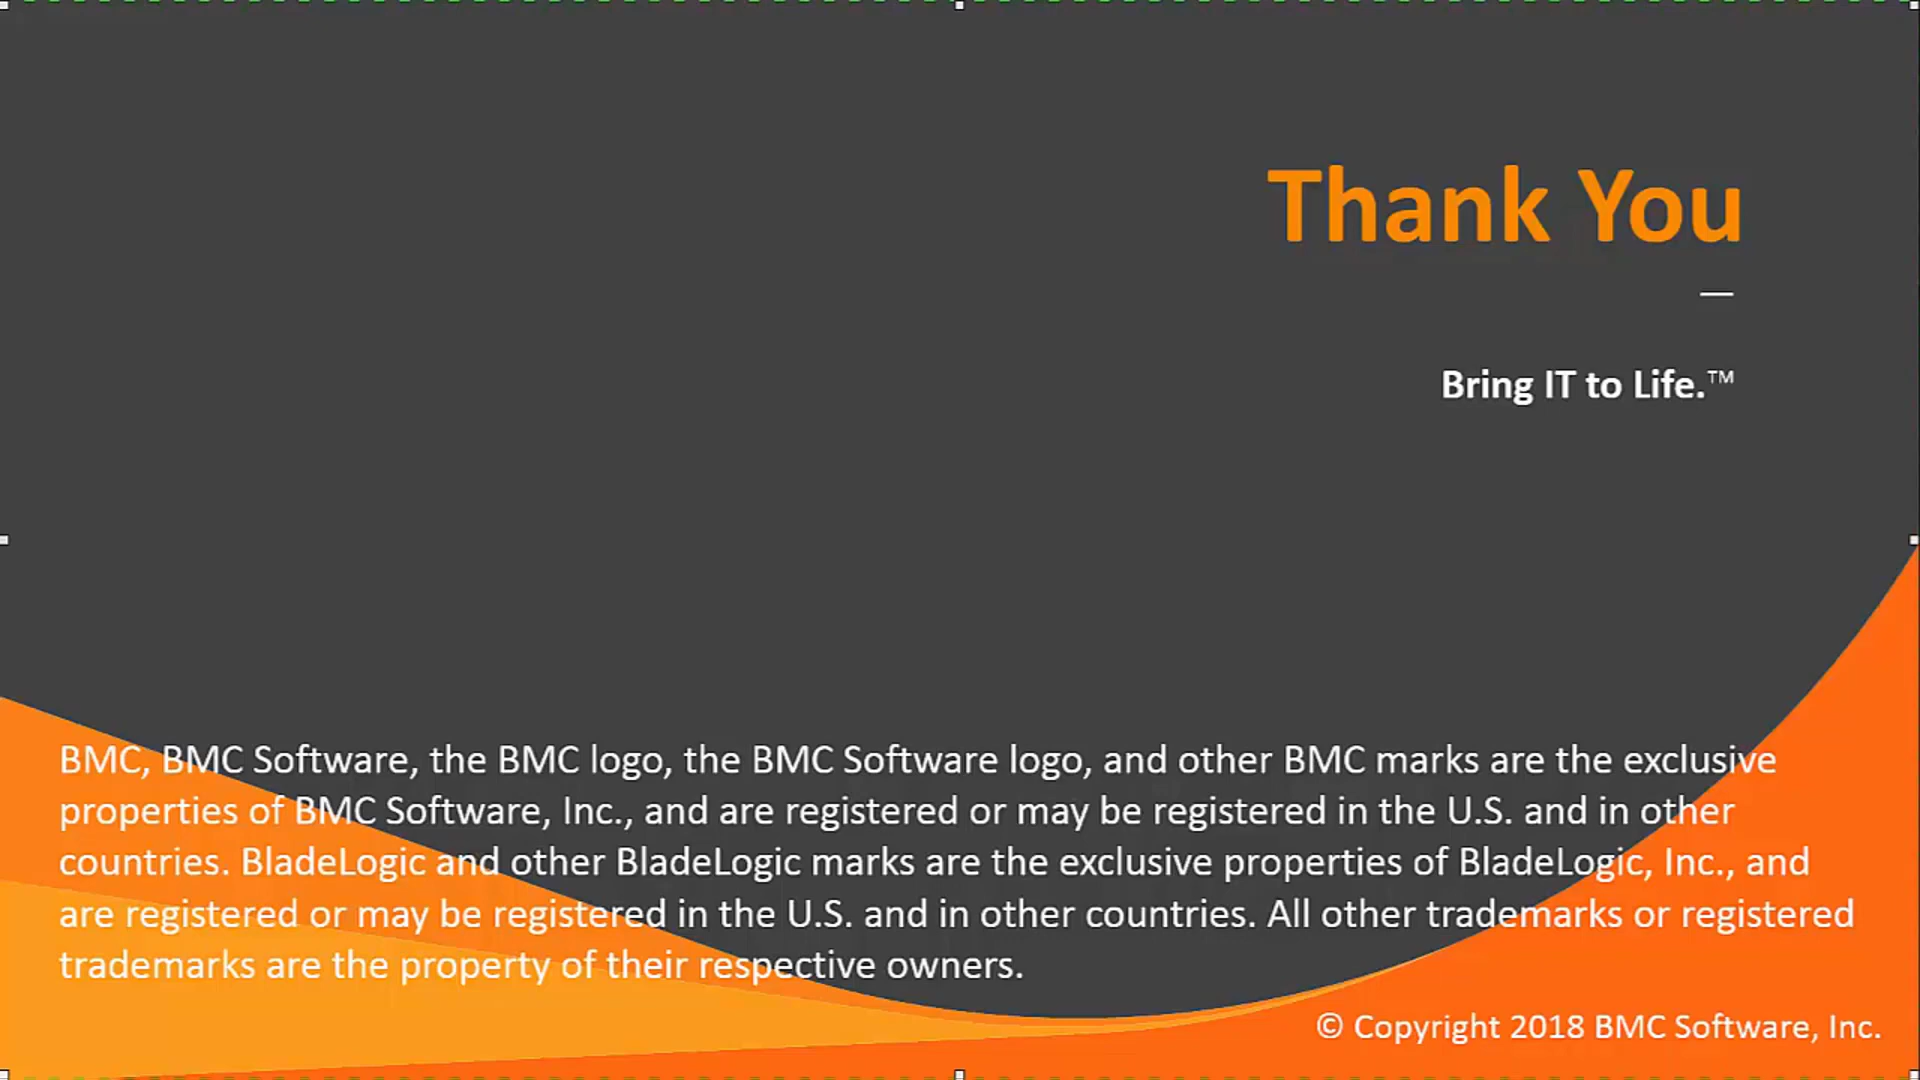 Thank You
—
Bring IT to Life.™
BMC, BMC Software, the BMC logo, the BMC Software logo, and other BMC marks are the exclusive
properties of BMC Software, Inc., and are registered or may be registered in the U.S. and in other
countries. BladeLogic and other BladeLogic marks are the exclusive properties of BladeLogic, Inc., and
are registered or may be registered in the U.S. and in other countries. All other trademarks or registered
trademarks are the property of their respective owners.
© Copyright 2018 BMC Software, Inc.